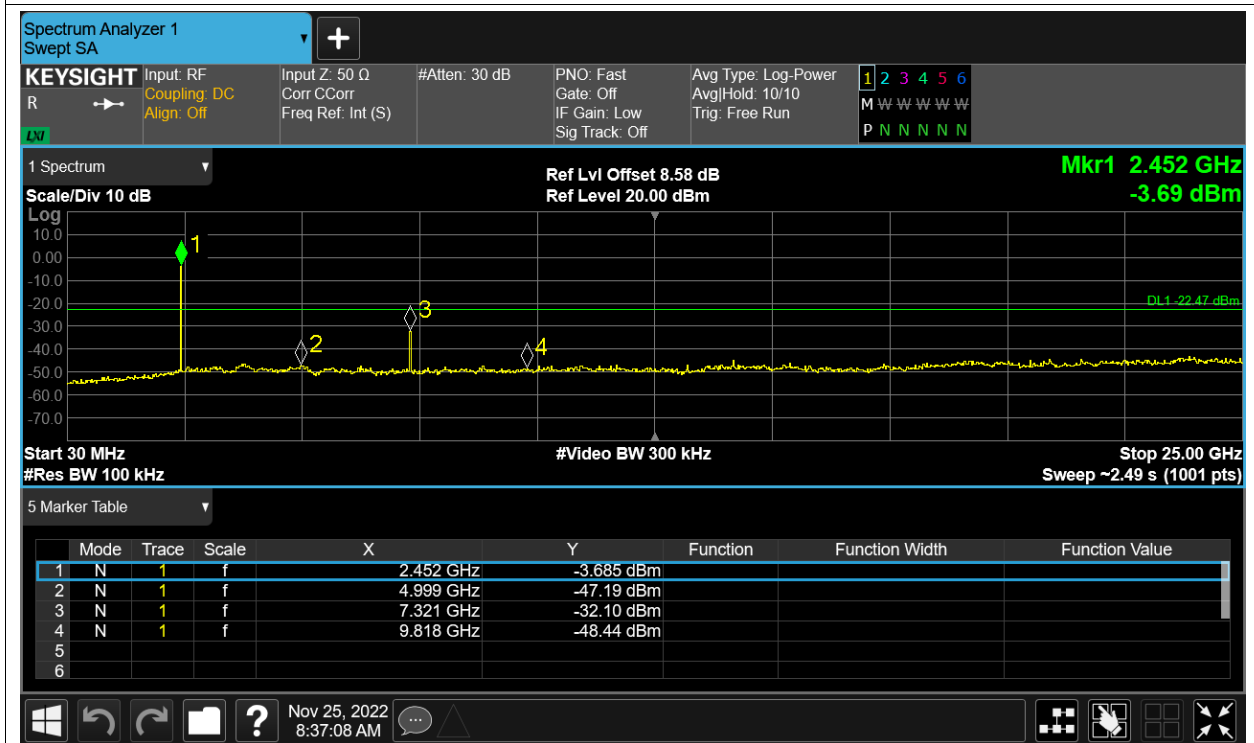 Spectrum Analyzer 1
Swept SA
KEYSIGHT
R
LXI
Input: RF
Coupling: DC
Align: Off
Input Z: 50 Ω
Corr CCorr
Freq Ref: Int (S)
#Atten: 30 dB
PNO: Fast
Gate: Off
IF Gain: Low
Sig Track: Off
Avg Type: Log-Power
Avg|Hold: 10/10
Trig: Free Run
1 2 3 4 5 6
M W W W W W
P N N N N N
1 Spectrum
Scale/Div 10 dB
Ref Lvl Offset 8.58 dB
Ref Level 20.00 dBm
Mkr1 2.452 GHz
-3.69 dBm
Log
10.0
0.00
-10.0
-20.0
-30.0
-40.0
-50.0
-60.0
-70.0
1
2
3
4
DL1 -22.47 dBm
Start 30 MHz
#Res BW 100 kHz
#Video BW 300 kHz
Stop 25.00 GHz
Sweep ~2.49 s (1001 pts)
5 Marker Table
Mode Trace Scale X Y Function Function Width Function Value
1 N 1 f 2.452 GHz -3.685 dBm
2 N 1 f 4.999 GHz -47.19 dBm
3 N 1 f 7.321 GHz -32.10 dBm
4 N 1 f 9.818 GHz -48.44 dBm
5
6
?
Nov 25, 2022
8:37:08 AM